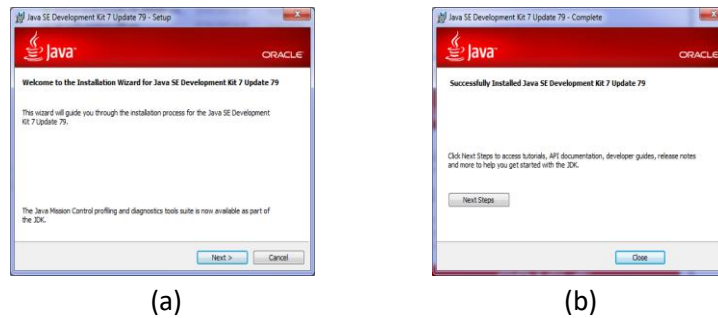 Java SE Development Kit 7 Update 79 - Setup
Java
ORACLE
Welcome to the Installation Wizard for Java SE Development Kit 7 Update 79
This wizard will guide you through the installation process for the Java SE Development
Kit 7 Update 79.
The Java Mission Control profiling and diagnostics tools suite is now available as part of
the JDK.
Next >
Cancel
(a)
Java SE Development Kit 7 Update 79 - Complete
Java
ORACLE
Successfully Installed Java SE Development Kit 7 Update 79
Click Next Steps to access tutorials, API documentation, developer guides, release notes
and more to help you get started with the JDK.
Next Steps
Close
(b)